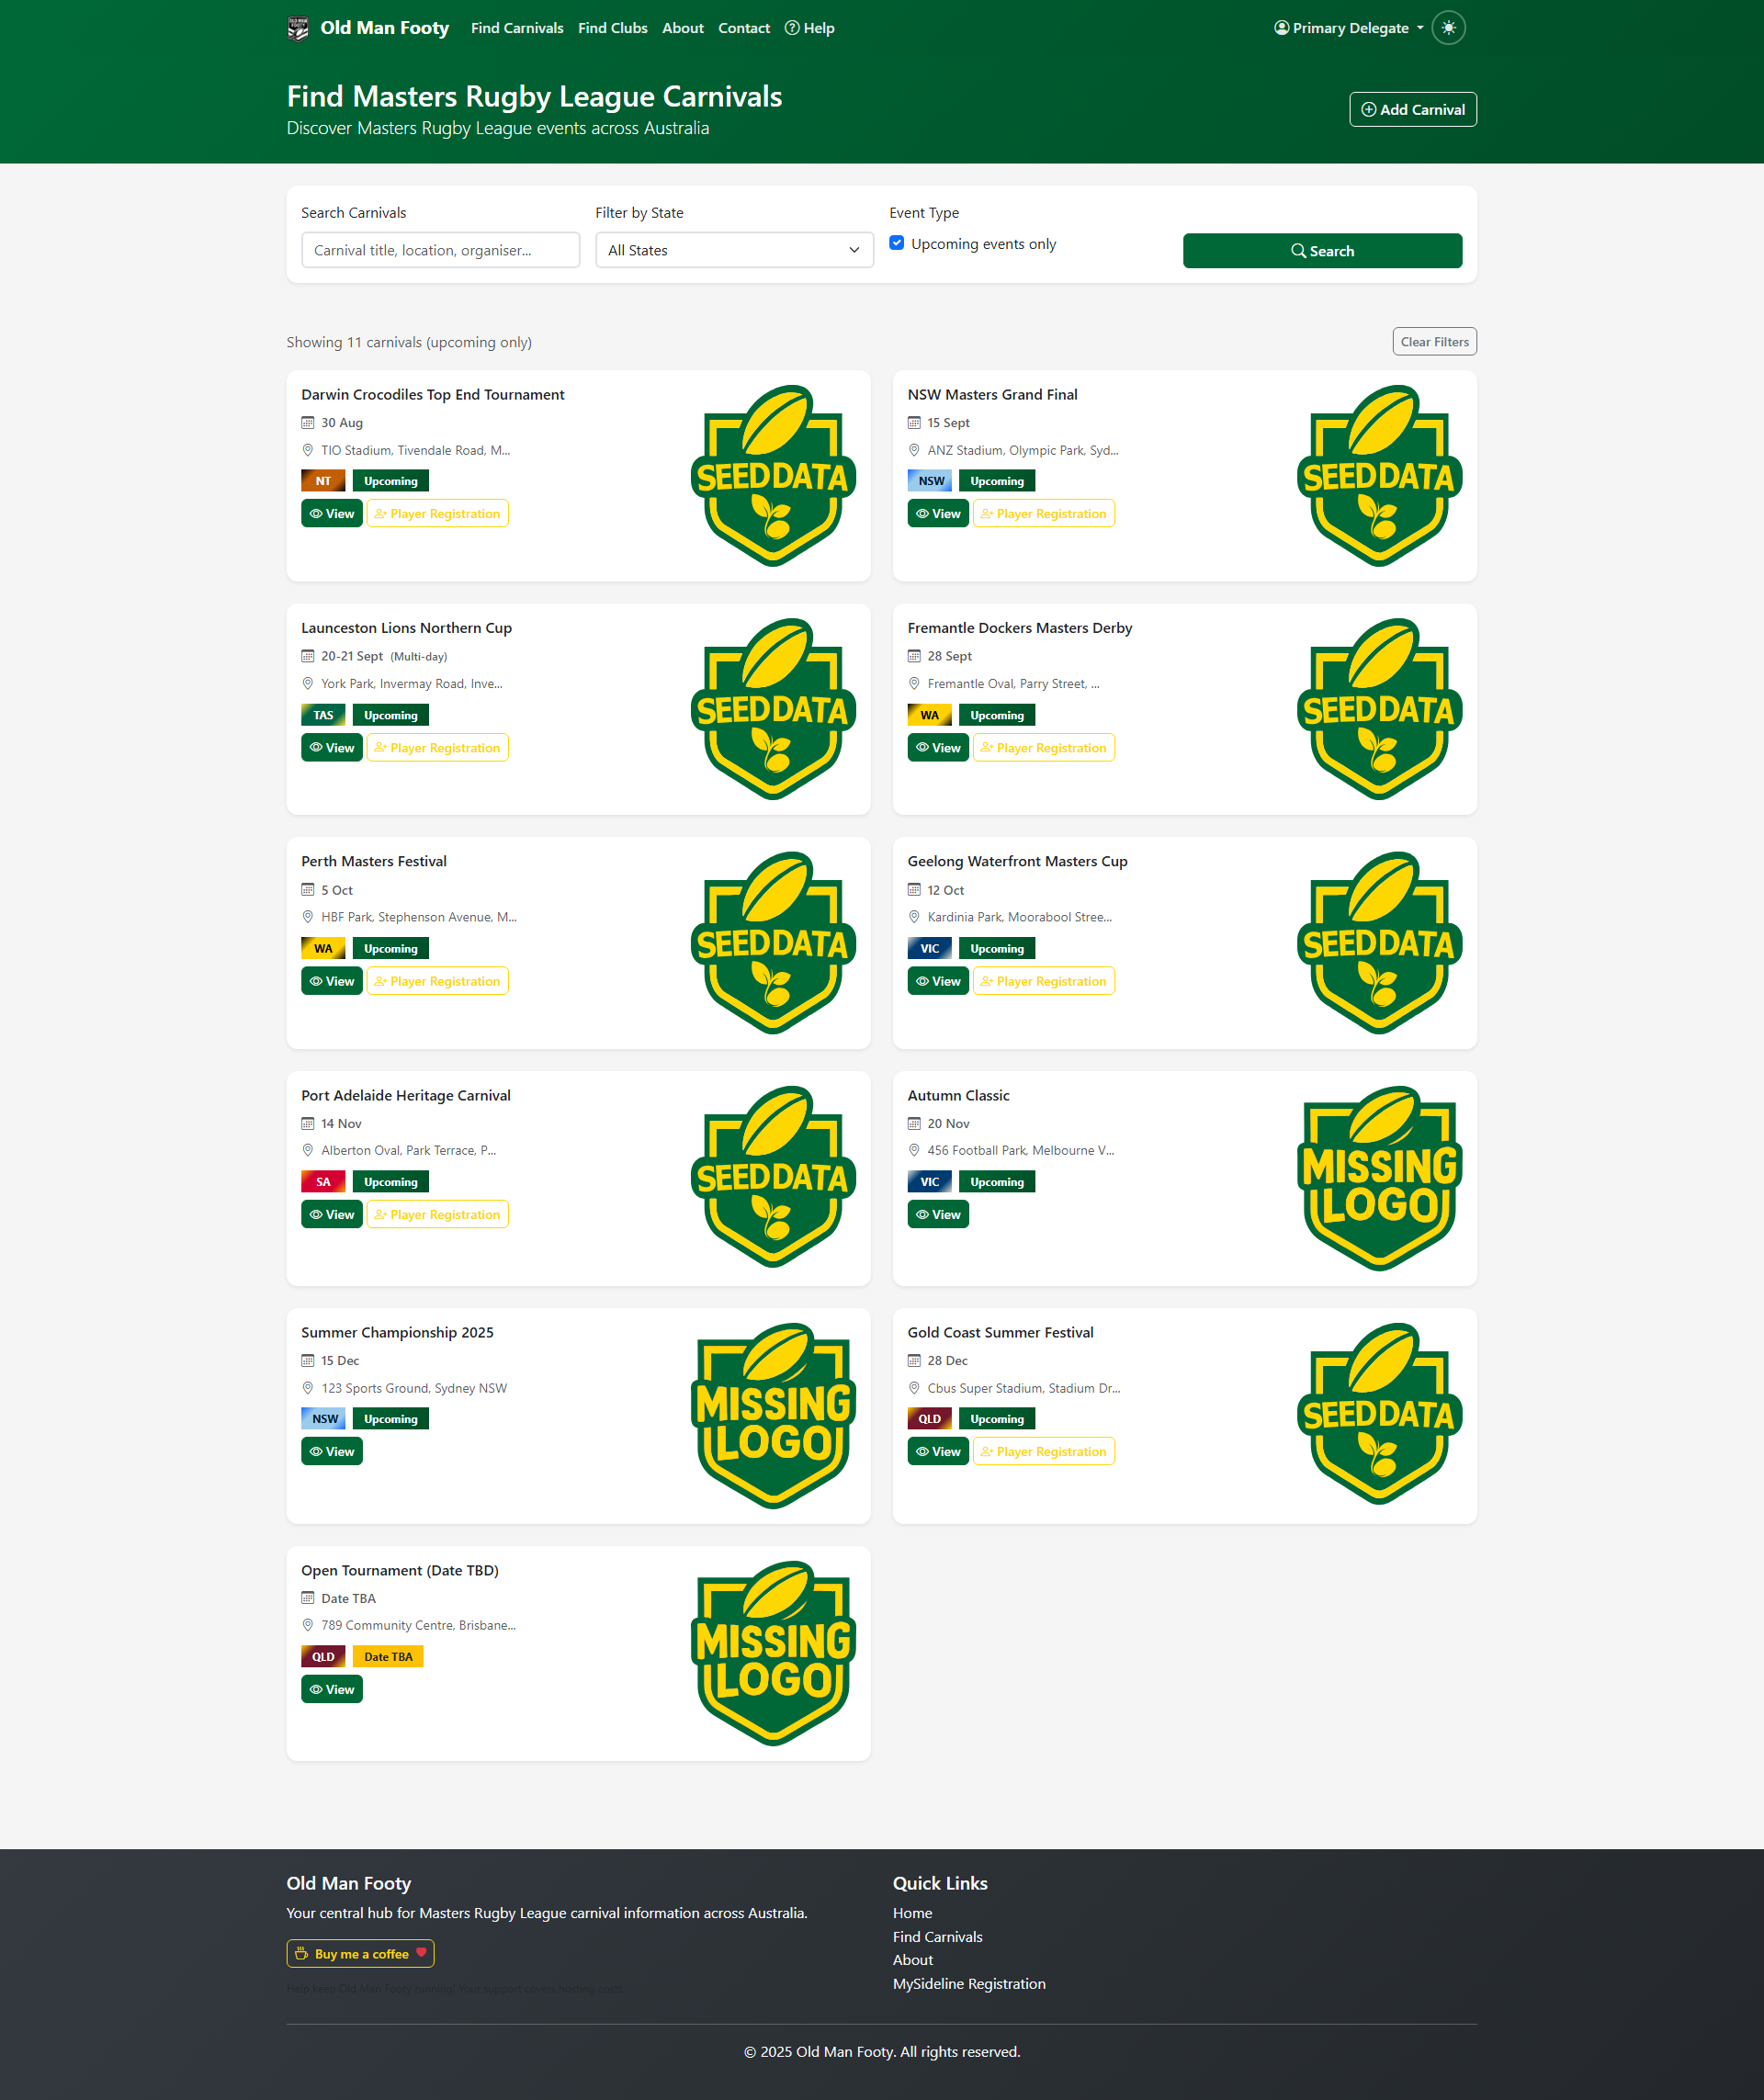 Old Man Footy Find Carnivals Find Clubs About Contact Help Primary Delegate
Find Masters Rugby League Carnivals
Discover Masters Rugby League events across Australia
Add Carnival
Search Carnivals
Carnival title, location, organiser...
Filter by State
All States
Event Type
Upcoming events only
Search
Showing 11 carnivals (upcoming only)
Clear Filters
Darwin Crocodiles Top End Tournament
30 Aug
TIO Stadium, Tivendale Road, M...
NT Upcoming
View Player Registration
SEED DATA
NSW Masters Grand Final
15 Sept
ANZ Stadium, Olympic Park, Syd...
NSW Upcoming
View Player Registration
SEED DATA
Launceston Lions Northern Cup
20-21 Sept (Multi-day)
York Park, Invermay Road, Inve...
TAS Upcoming
View Player Registration
SEED DATA
Fremantle Dockers Masters Derby
28 Sept
Fremantle Oval, Parry Street, ...
WA Upcoming
View Player Registration
SEED DATA
Perth Masters Festival
5 Oct
HBF Park, Stephenson Avenue, M...
WA Upcoming
View Player Registration
SEED DATA
Geelong Waterfront Masters Cup
12 Oct
Kardinia Park, Moorabool Stree...
VIC Upcoming
View Player Registration
SEED DATA
Port Adelaide Heritage Carnival
14 Nov
Alberton Oval, Park Terrace, P...
SA Upcoming
View Player Registration
SEED DATA
Autumn Classic
20 Nov
456 Football Park, Melbourne V...
VIC Upcoming
View
MISSING
LOGO
Summer Championship 2025
15 Dec
123 Sports Ground, Sydney NSW
NSW Upcoming
View
MISSING
LOGO
Gold Coast Summer Festival
28 Dec
Cbus Super Stadium, Stadium Dr...
QLD Upcoming
View Player Registration
SEED DATA
Open Tournament (Date TBD)
Date TBA
789 Community Centre, Brisbane...
QLD Date TBA
View
MISSING
LOGO
Old Man Footy
Your central hub for Masters Rugby League carnival information across Australia.
Buy me a coffee
Help keep Old Man Footy running! Your support covers hosting costs.
Quick Links
Home
Find Carnivals
About
MySideline Registration
© 2025 Old Man Footy. All rights reserved.